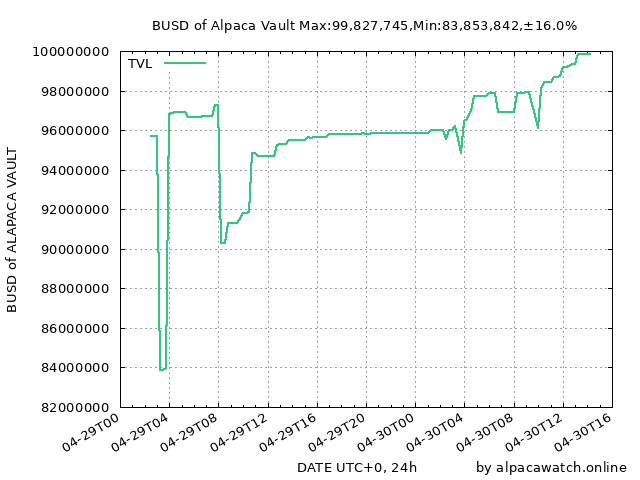 BUSD of Alpaca Vault Max:99,827,745,Min:83,853,842,±16.0%
TVL
100000000
98000000
96000000
94000000
92000000
90000000
88000000
86000000
84000000
82000000
BUSD of ALAPACA VAULT
04-29T00
04-29T04
04-29T08
04-29T12
04-29T16
04-29T20
04-30T00
04-30T04
04-30T08
04-30T12
04-30T16
DATE UTC+0, 24h
by alpacawatch.online